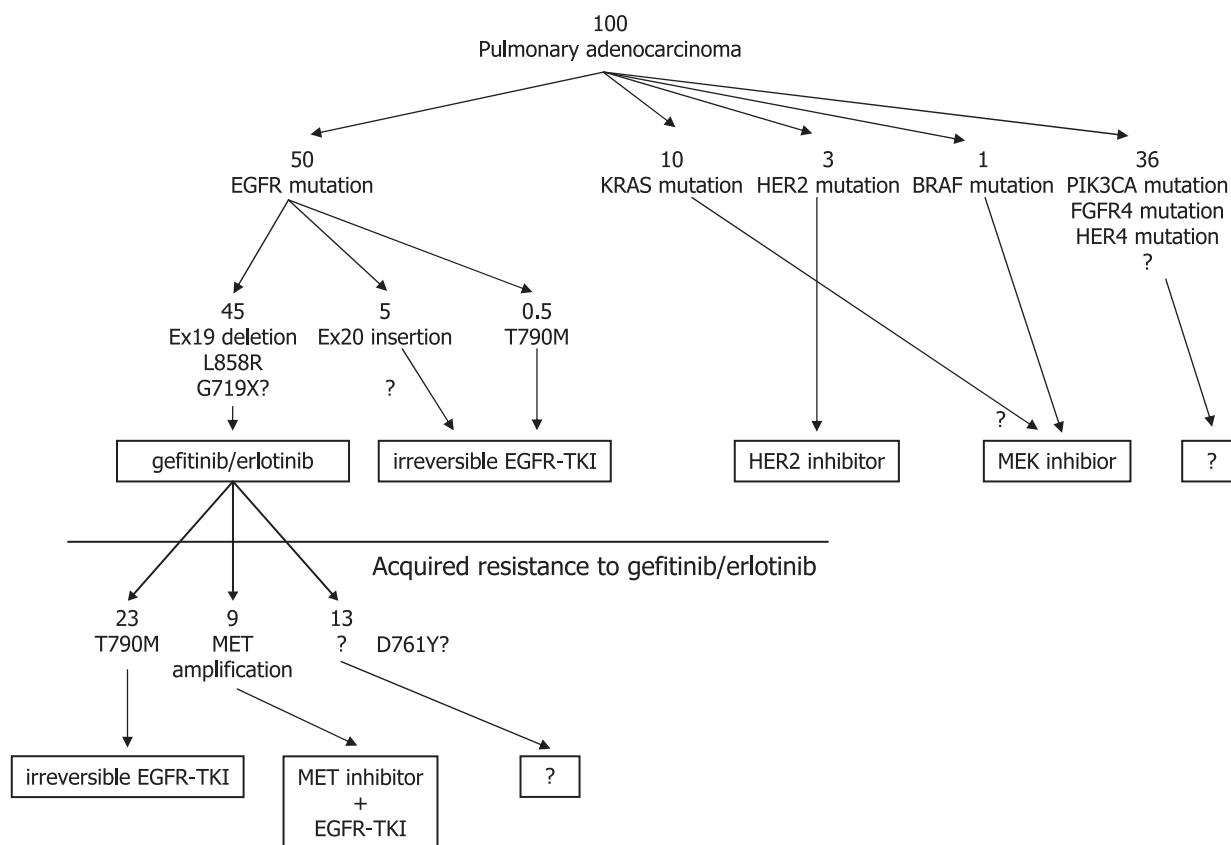 100
Pulmonary adenocarcinoma
50
EGFR mutation
10
KRAS mutation
3
HER2 mutation
1
BRAF mutation
36
PIK3CA mutation
FGFR4 mutation
HER4 mutation
?
45
Ex19 deletion
L858R
G719X?
5
Ex20 insertion
?
0.5
T790M
?
gefitinib/erlotinib
irreversible EGFR-TKI
HER2 inhibitor
MEK inhibior
?
Acquired resistance to gefitinib/erlotinib
23
T790M
9
MET
amplification
13
?
D761Y?
irreversible EGFR-TKI
MET inhibitor
+
EGFR-TKI
?